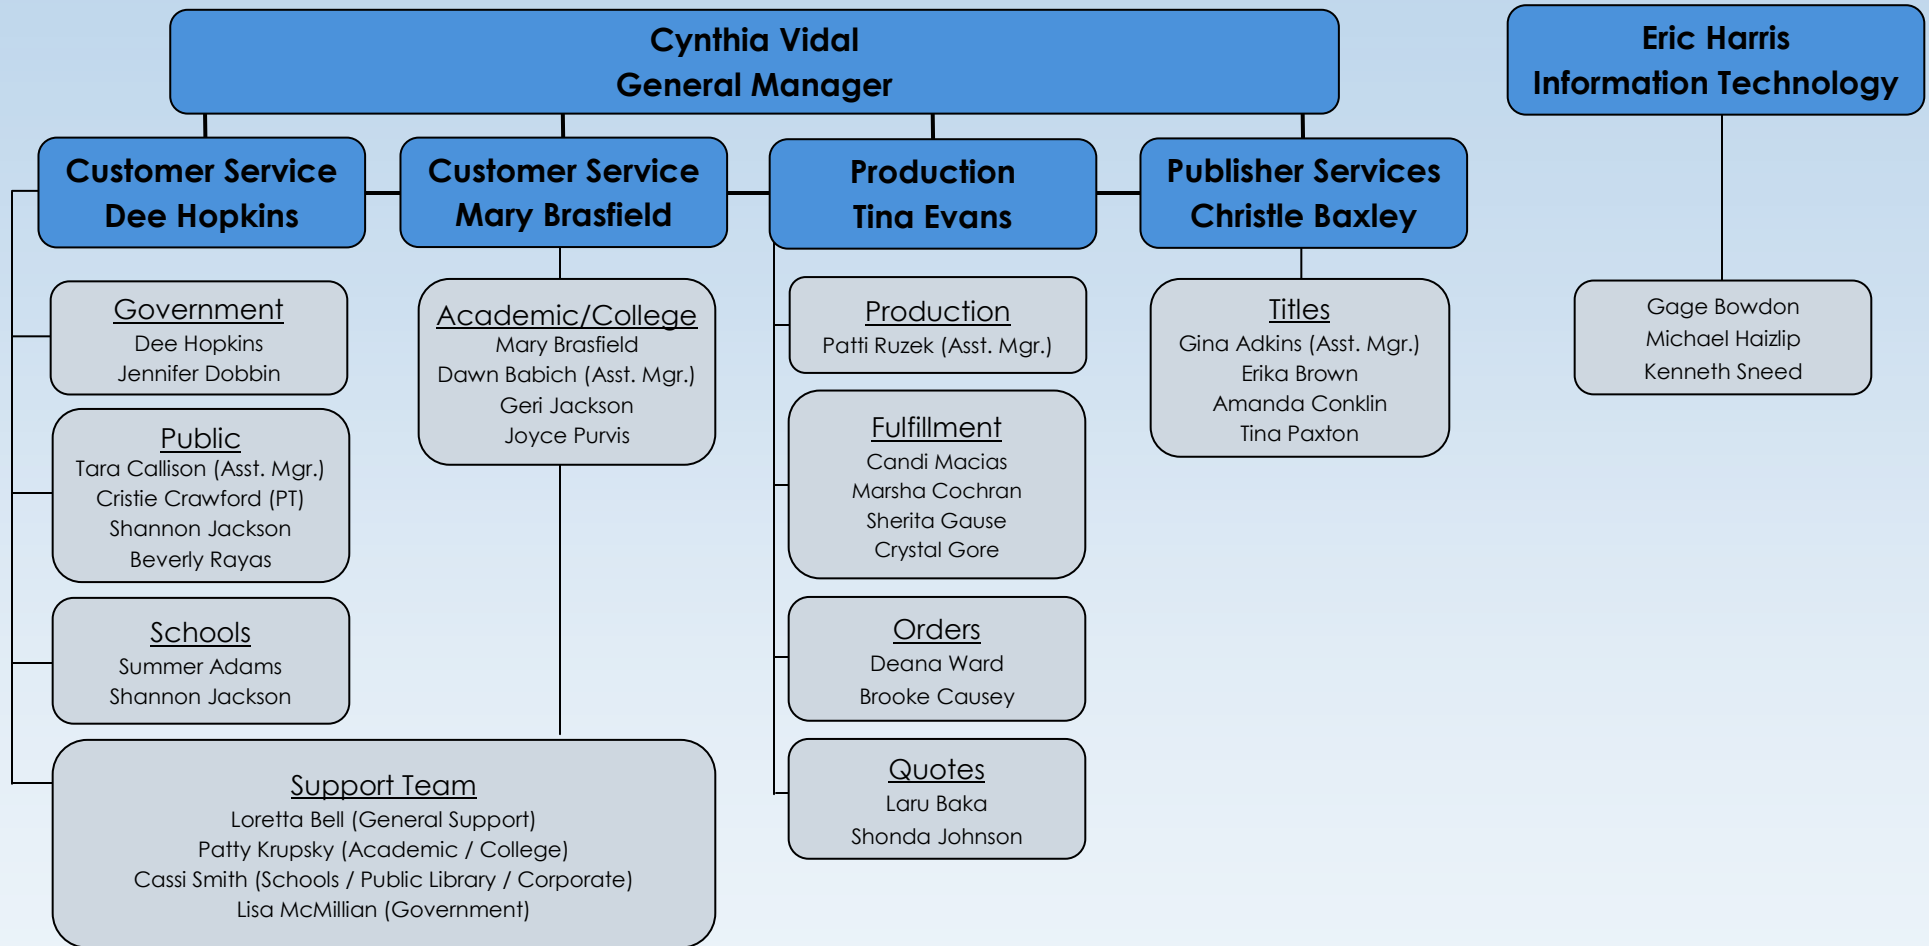 Cynthia Vidal
General Manager
Eric Harris
Information Technology
Customer Service
Dee Hopkins
Customer Service
Mary Brasfield
Production
Tina Evans
Publisher Services
Christle Baxley
Government
Dee Hopkins
Jennifer Dobbin
Public
Tara Callison (Asst. Mgr.)
Cristie Crawford (PT)
Shannon Jackson
Beverly Rayas
Schools
Summer Adams
Shannon Jackson
Academic/College
Mary Brasfield
Dawn Babich (Asst. Mgr.)
Geri Jackson
Joyce Purvis
Support Team
Loretta Bell (General Support)
Patty Krupsky (Academic / College)
Cassi Smith (Schools / Public Library / Corporate)
Lisa McMillian (Government)
Production
Patti Ruzek (Asst. Mgr.)
Fulfillment
Candi Macias
Marsha Cochran
Sherita Gause
Crystal Gore
Orders
Deana Ward
Brooke Causey
Quotes
Laru Baka
Shonda Johnson
Titles
Gina Adkins (Asst. Mgr.)
Erika Brown
Amanda Conklin
Tina Paxton
Gage Bowdon
Michael Haizlip
Kenneth Sneed